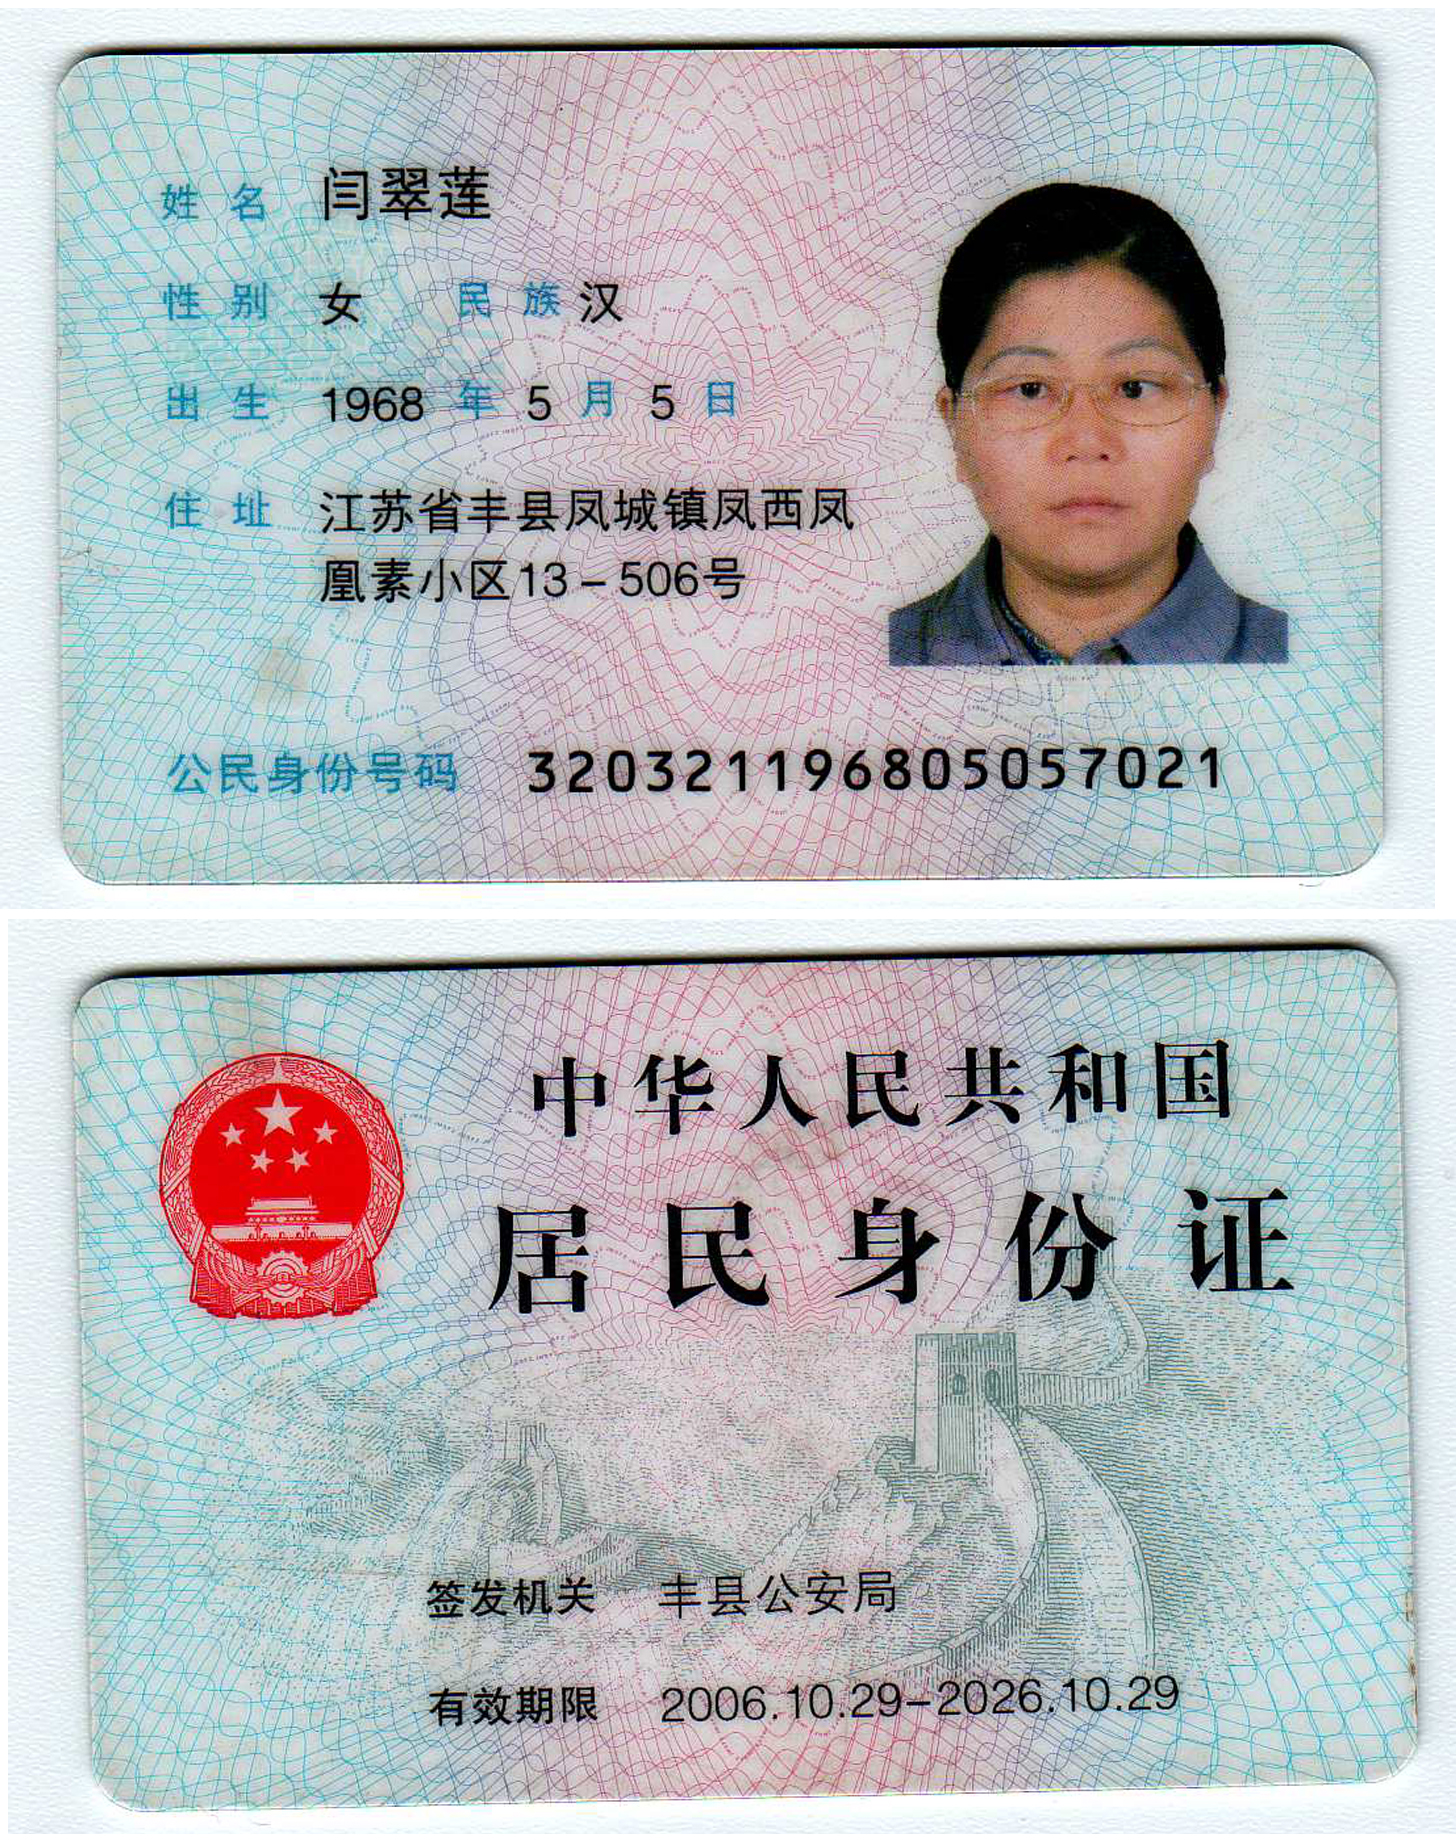 姓 名 闫翠莲
性 别 女 民 族 汉
出 生 1968 年 5 月 5 日
住 址 江苏省丰县凤城镇凤西凤
凰素小区13-506号
公民身份号码 320321196805057021
中华人民共和国
居民身份证
签发机关 丰县公安局
有效期限 2006.10.29-2026.10.29